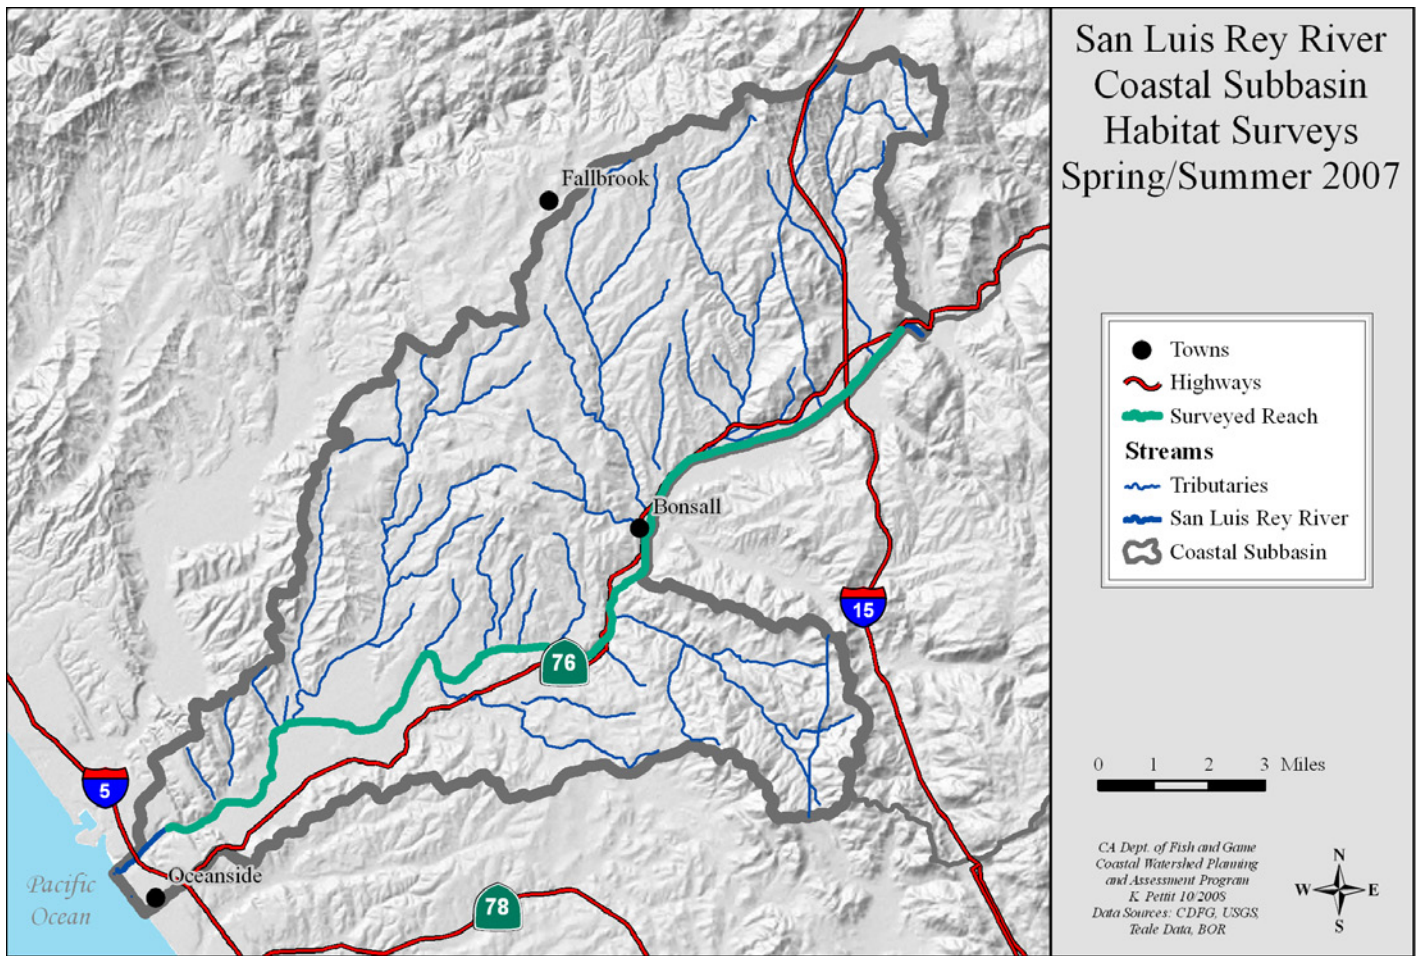 San Luis Rey River
Coastal Subbasin
Habitat Surveys
Spring/Summer 2007
Fallbrook
Bonsall
15
76
5
Oceanside
Pacific
Ocean
78
Towns
Highways
Surveyed Reach
Streams
Tributaries
San Luis Rey River
Coastal Subbasin
0 1 2 3 Miles
CA Dept. of Fish and Game
Coastal Watershed Planning
and Assessment Program
K. Pettit 10/2008
Data Sources: CDFG, USGS,
Teale Data, BOR
N
W E
S